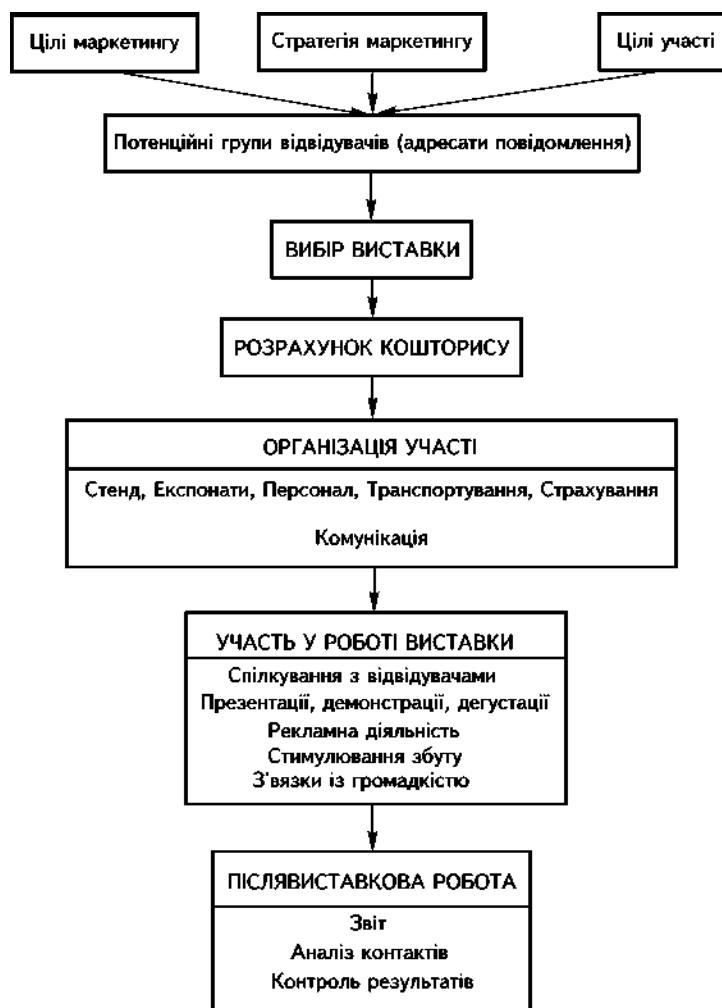 Цілі маркетингу
Стратегія маркетингу
Цілі участі
Потенційні групи відвідувачів (адресати повідомлення)
ВИБІР ВИСТАВКИ
РОЗРАХУНОК КОШТОРИСУ
ОРГАНІЗАЦІЯ УЧАСТІ
Стенд, Експонати, Персонал, Транспортування, Страхування
Комунікація
УЧАСТЬ У РОБОТІ ВИСТАВКИ
Спілкування з відвідувачами
Презентації, демонстрації, дегустації
Рекламна діяльність
Стимулювання збуту
З'вязки із громадкістю
ПІСЛЯВИСТАВКОВА РОБОТА
Звіт
Аналіз контактів
Контроль результатів